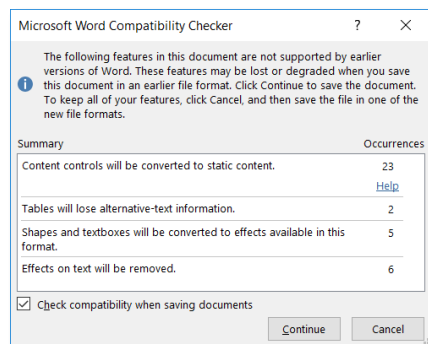 Microsoft Word Compatibility Checker ? ×
The following features in this document are not supported by earlier
versions of Word. These features may be lost or degraded when you save
this document in an earlier file format. Click Continue to save the document.
To keep all of your features, click Cancel, and then save the file in one of the
new file formats.
Summary Occurrences
Content controls will be converted to static content. 23
Help
Tables will lose alternative-text information. 2
Shapes and textboxes will be converted to effects available in this 5
format.
Effects on text will be removed. 6
Check compatibility when saving documents
Continue Cancel